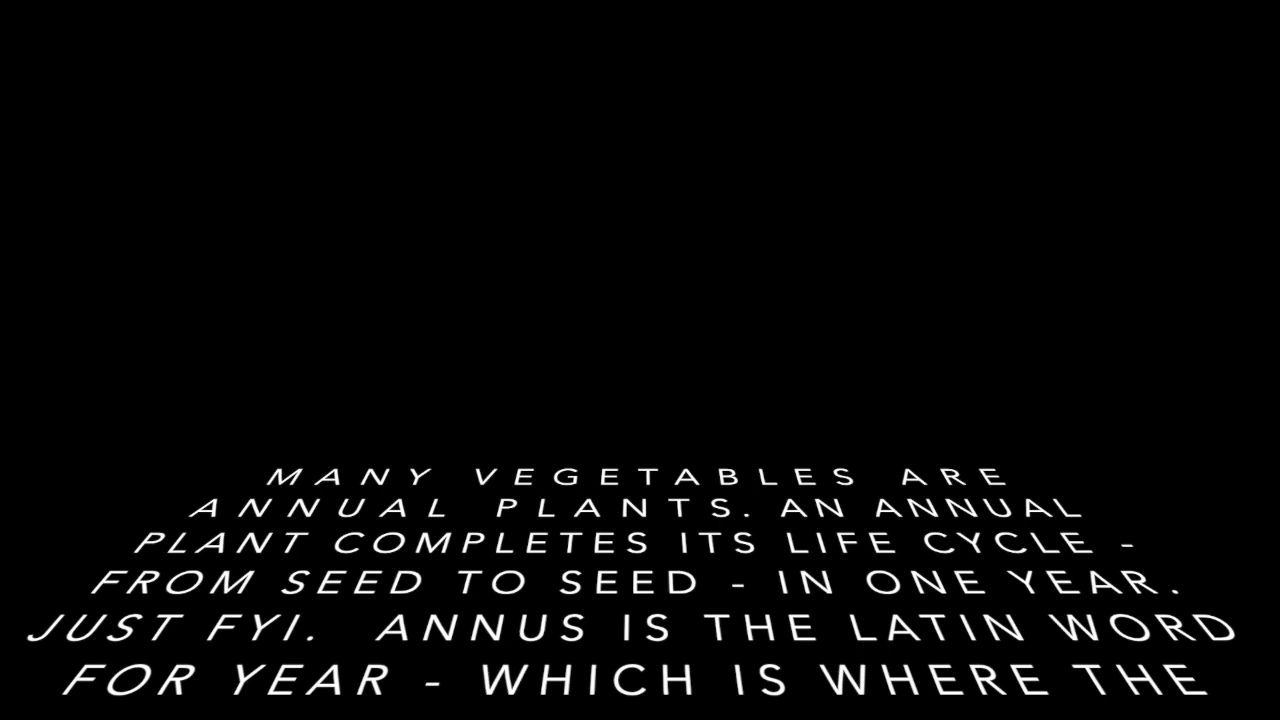 MANY VEGETABLES ARE
ANNUAL PLANTS. AN ANNUAL
PLANT COMPLETES ITS LIFE CYCLE -
FROM SEED TO SEED - IN ONE YEAR.
JUST FYI. ANNUS IS THE LATIN WORD
FOR YEAR - WHICH IS WHERE THE